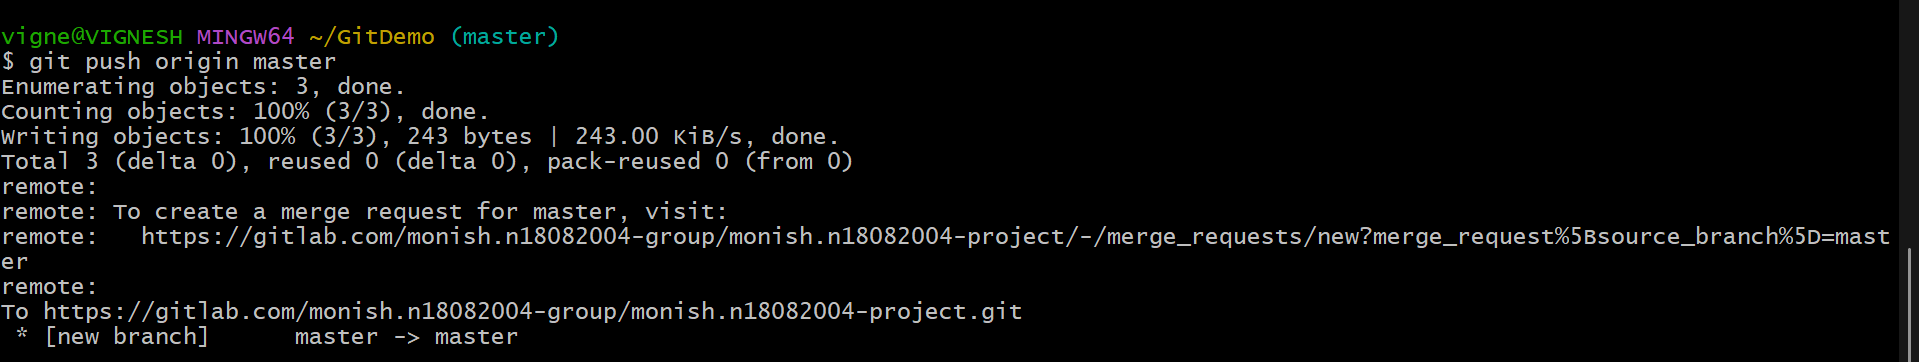 vigne@VIGNESH MINGW64 ~/GitDemo (master)
$ git push origin master
Enumerating objects: 3, done.
Counting objects: 100% (3/3), done.
Writing objects: 100% (3/3), 243 bytes | 243.00 KiB/s, done.
Total 3 (delta 0), reused 0 (delta 0), pack-reused 0 (from 0)
remote:
remote: To create a merge request for master, visit:
remote:   https://gitlab.com/monish.n18082004-group/monish.n18082004-project/-/merge_requests/new?merge_request%5Bsource_branch%5D=mast
er
remote:
To https://gitlab.com/monish.n18082004-group/monish.n18082004-project.git
 * [new branch]      master -> master